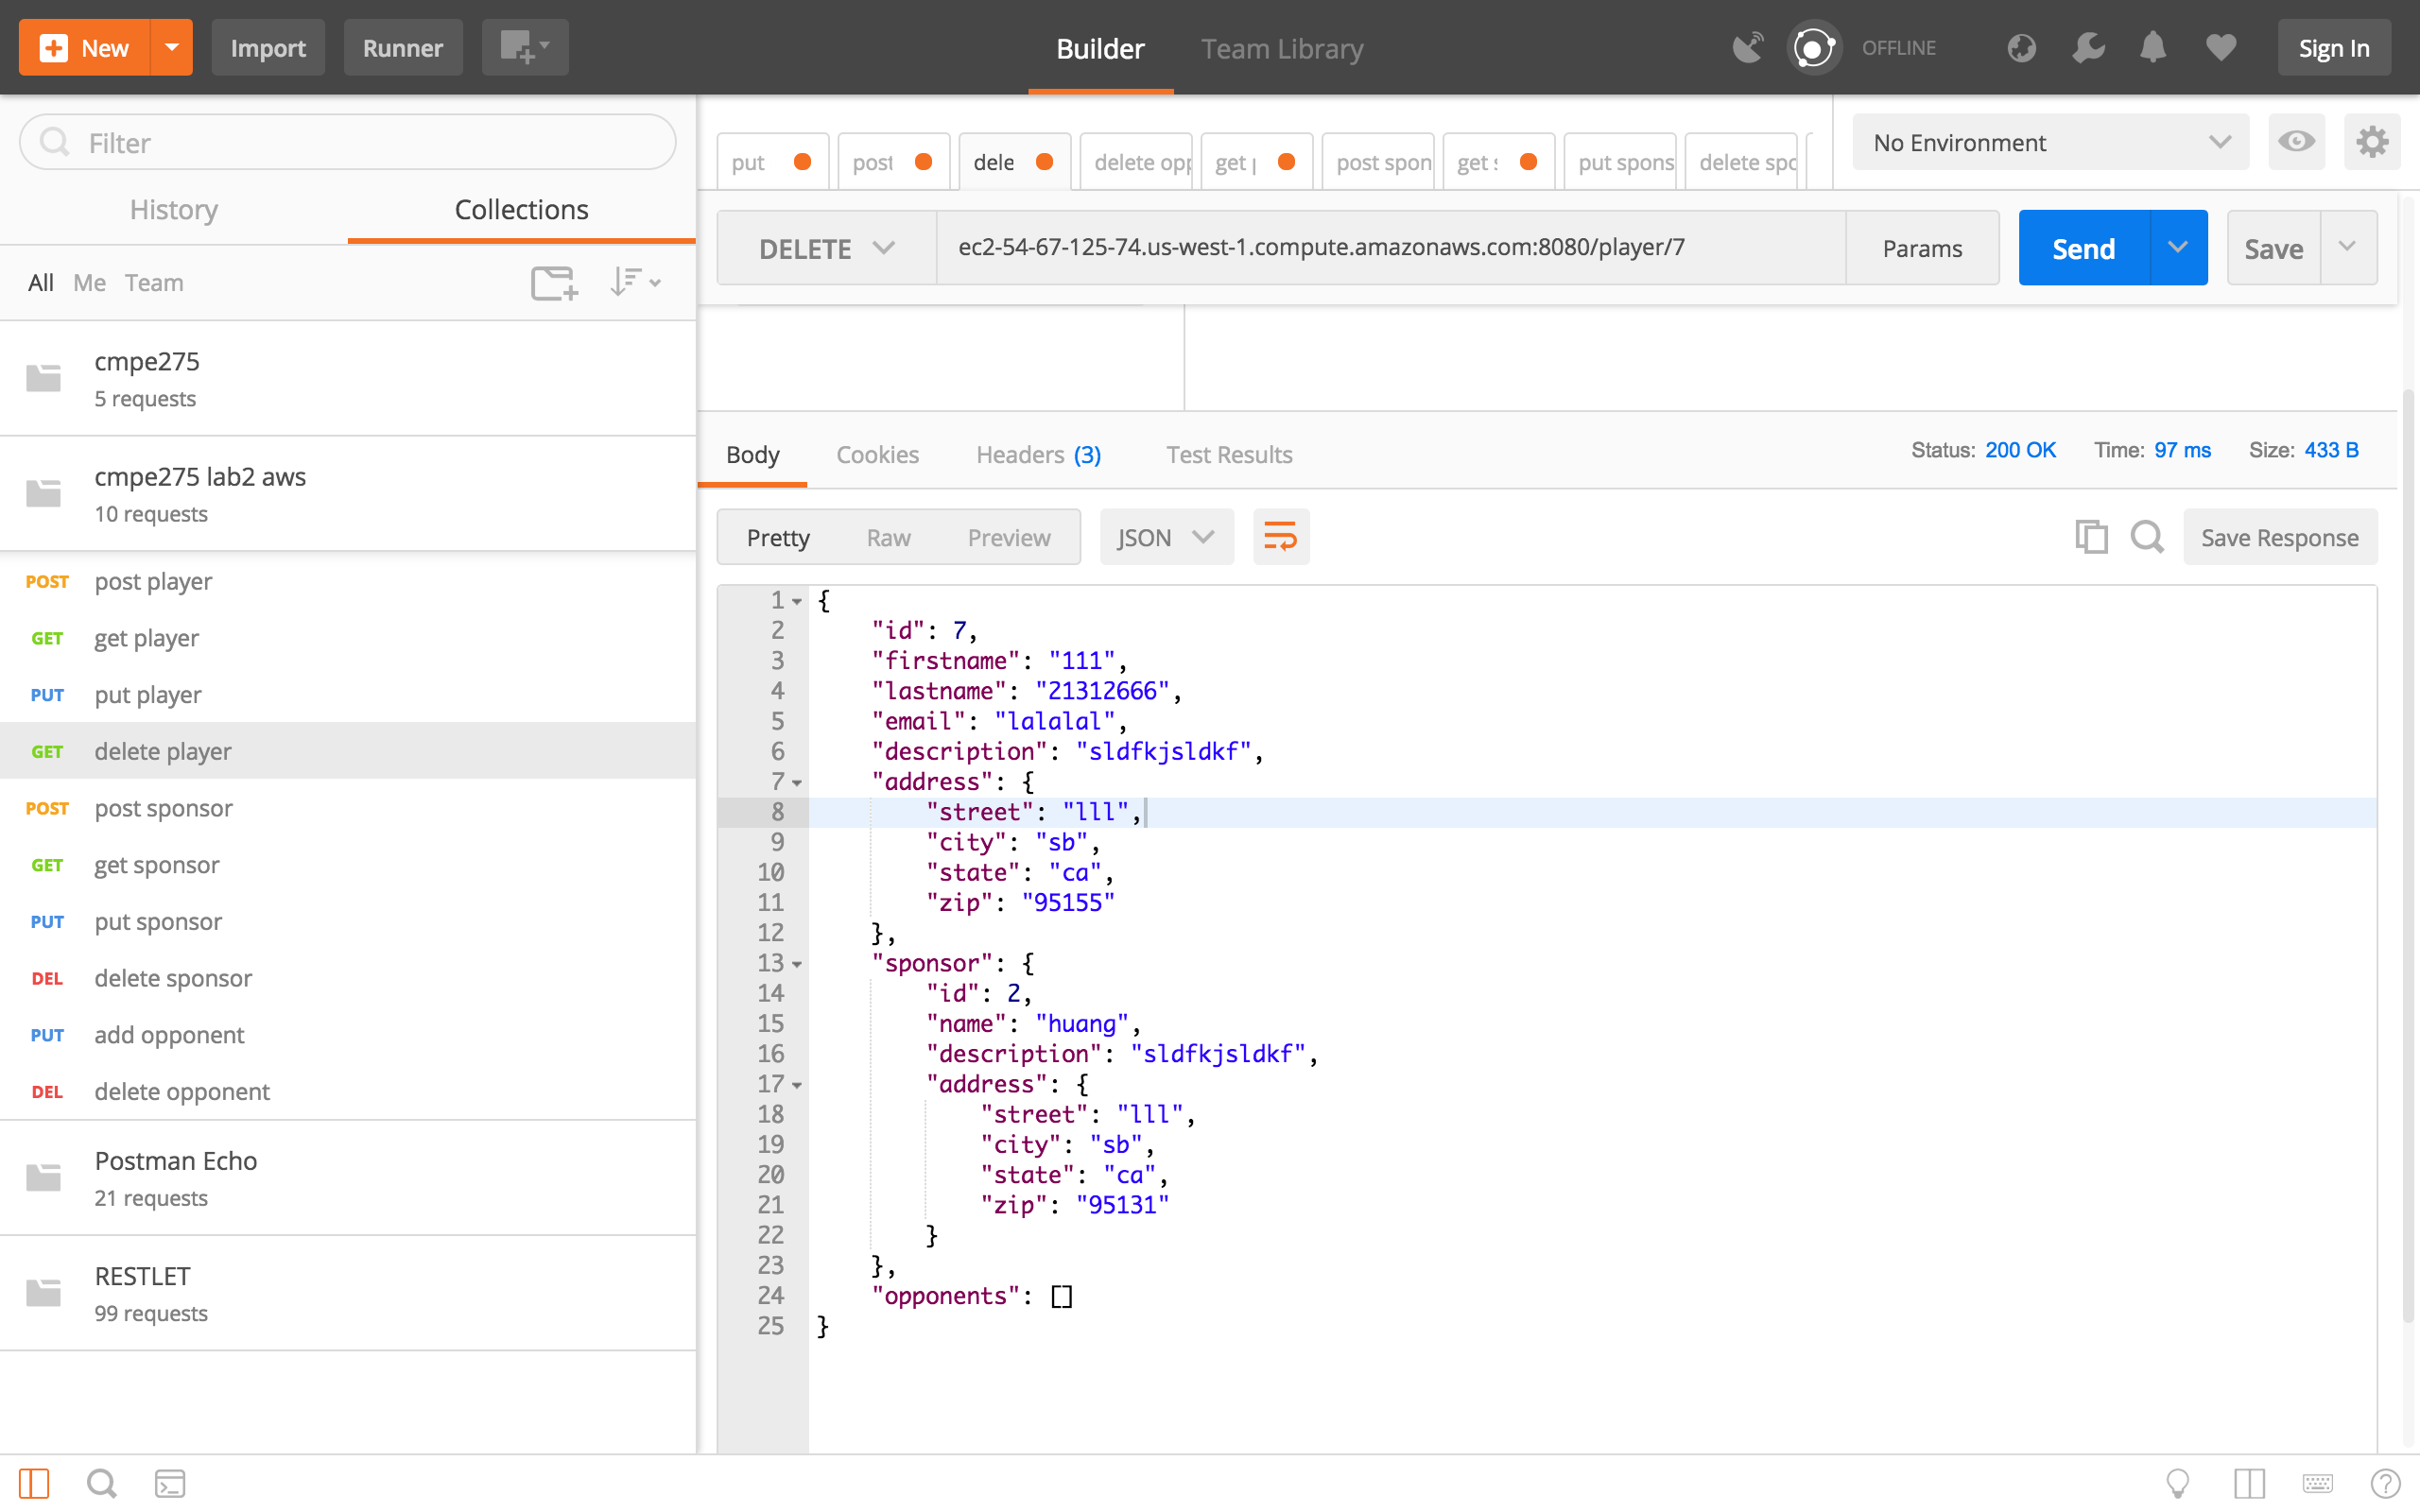 New Import Runner Builder Team Library OFFLINE Sign In
Filter
History Collections
All Me Team
cmpe275
5 requests
cmpe275 lab2 aws
10 requests
POST post player
GET get player
PUT put player
GET delete player
POST post sponsor
GET get sponsor
PUT put sponsor
DEL delete sponsor
PUT add opponent
DEL delete opponent
Postman Echo
21 requests
RESTLET
99 requests
put post dele delete opp get post spon get s put spons delete spo No Environment
DELETE ec2-54-67-125-74.us-west-1.compute.amazonaws.com:8080/player/7 Params Send Save
Body Cookies Headers (3) Test Results Status: 200 OK Time: 97 ms Size: 433 B
Pretty Raw Preview JSON Save Response
1 {
2 "id": 7,
3 "firstname": "111",
4 "lastname": "21312666",
5 "email": "lalalal",
6 "description": "sldfkjsldkf",
7 "address": {
8 "street": "lll",
9 "city": "sb",
10 "state": "ca",
11 "zip": "95155"
12 },
13 "sponsor": {
14 "id": 2,
15 "name": "huang",
16 "description": "sldfkjsldkf",
17 "address": {
18 "street": "lll",
19 "city": "sb",
20 "state": "ca",
21 "zip": "95131"
22 }
23 },
24 "opponents": []
25 }